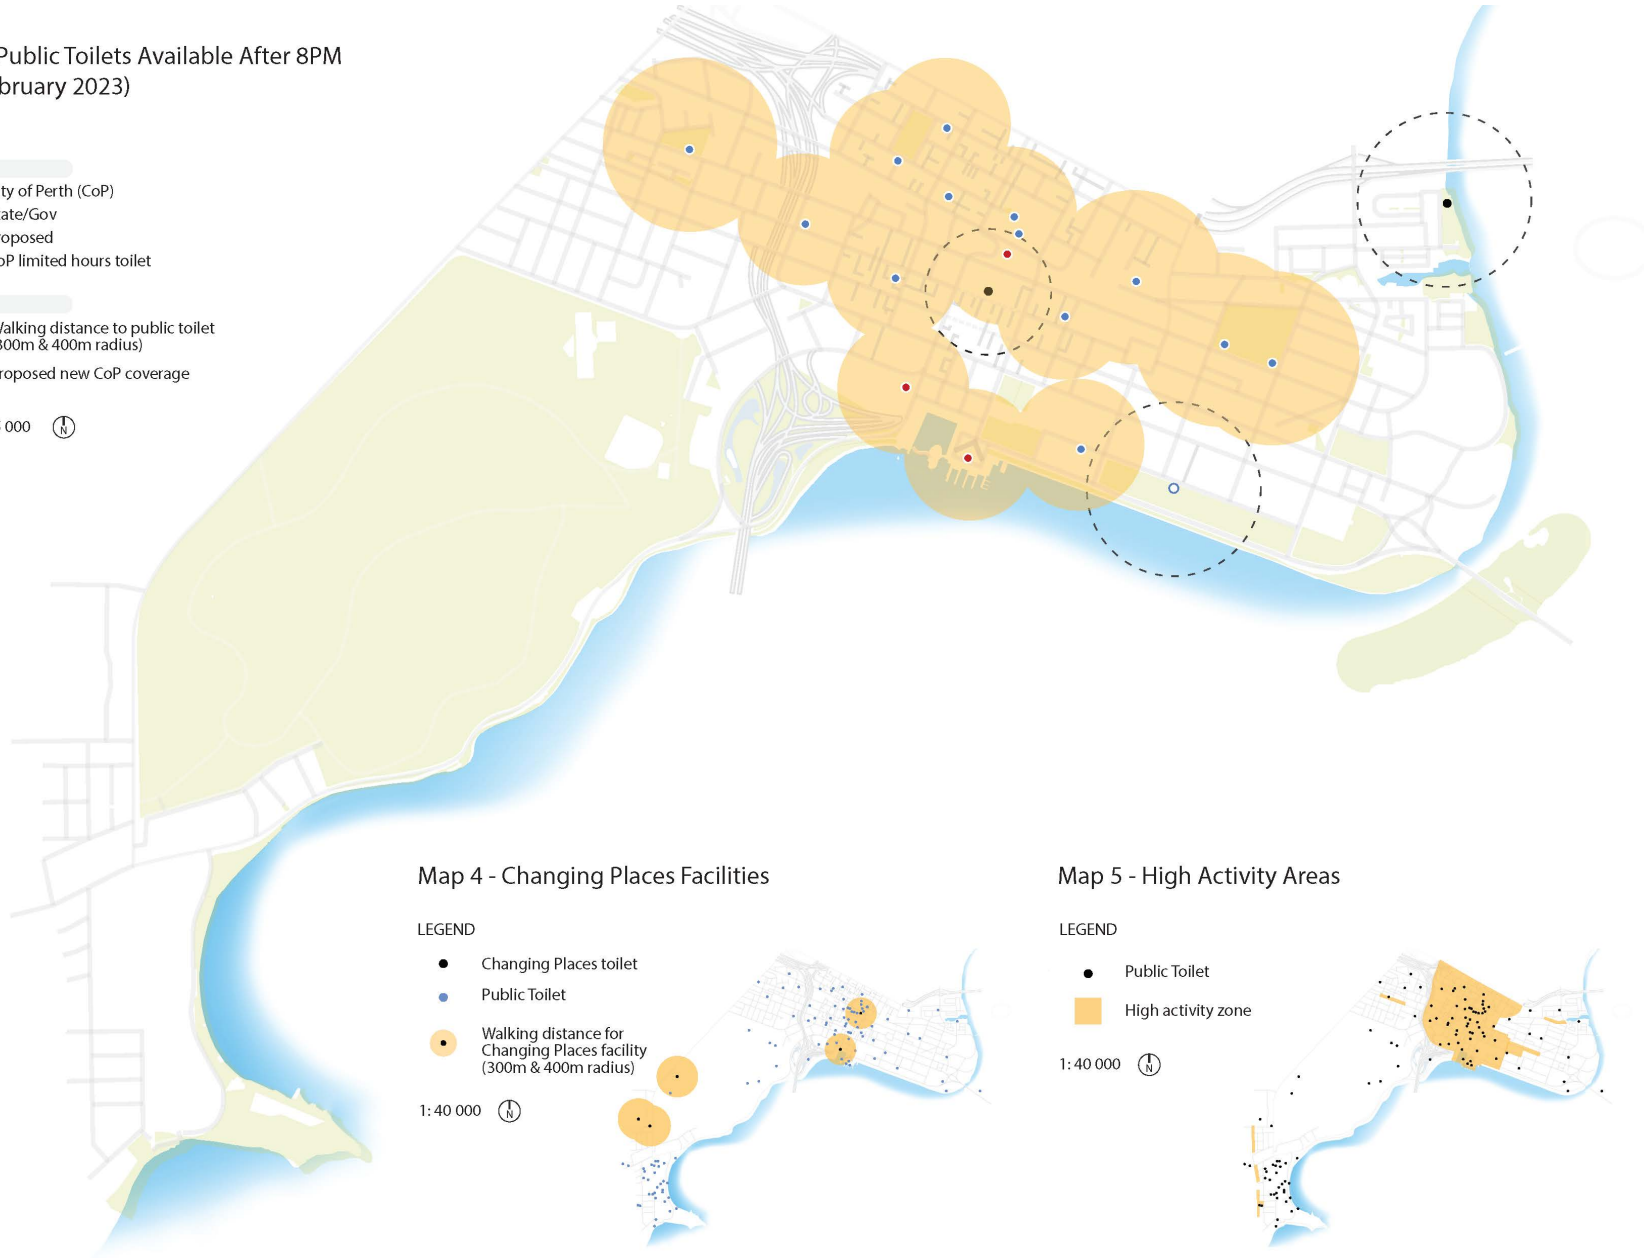 Public Toilets Available After 8PM
bruary 2023)
ty of Perth (CoP)
ate/Gov
roposed
oP limited hours toilet
Walking distance to public toilet
300m & 400m radius)
roposed new CoP coverage
000
N
Map 4 - Changing Places Facilities
LEGEND
Changing Places toilet
Public Toilet
Walking distance for
Changing Places facility
(300m & 400m radius)
1: 40 000
N
Map 5 - High Activity Areas
LEGEND
Public Toilet
High activity zone
1: 40 000
N